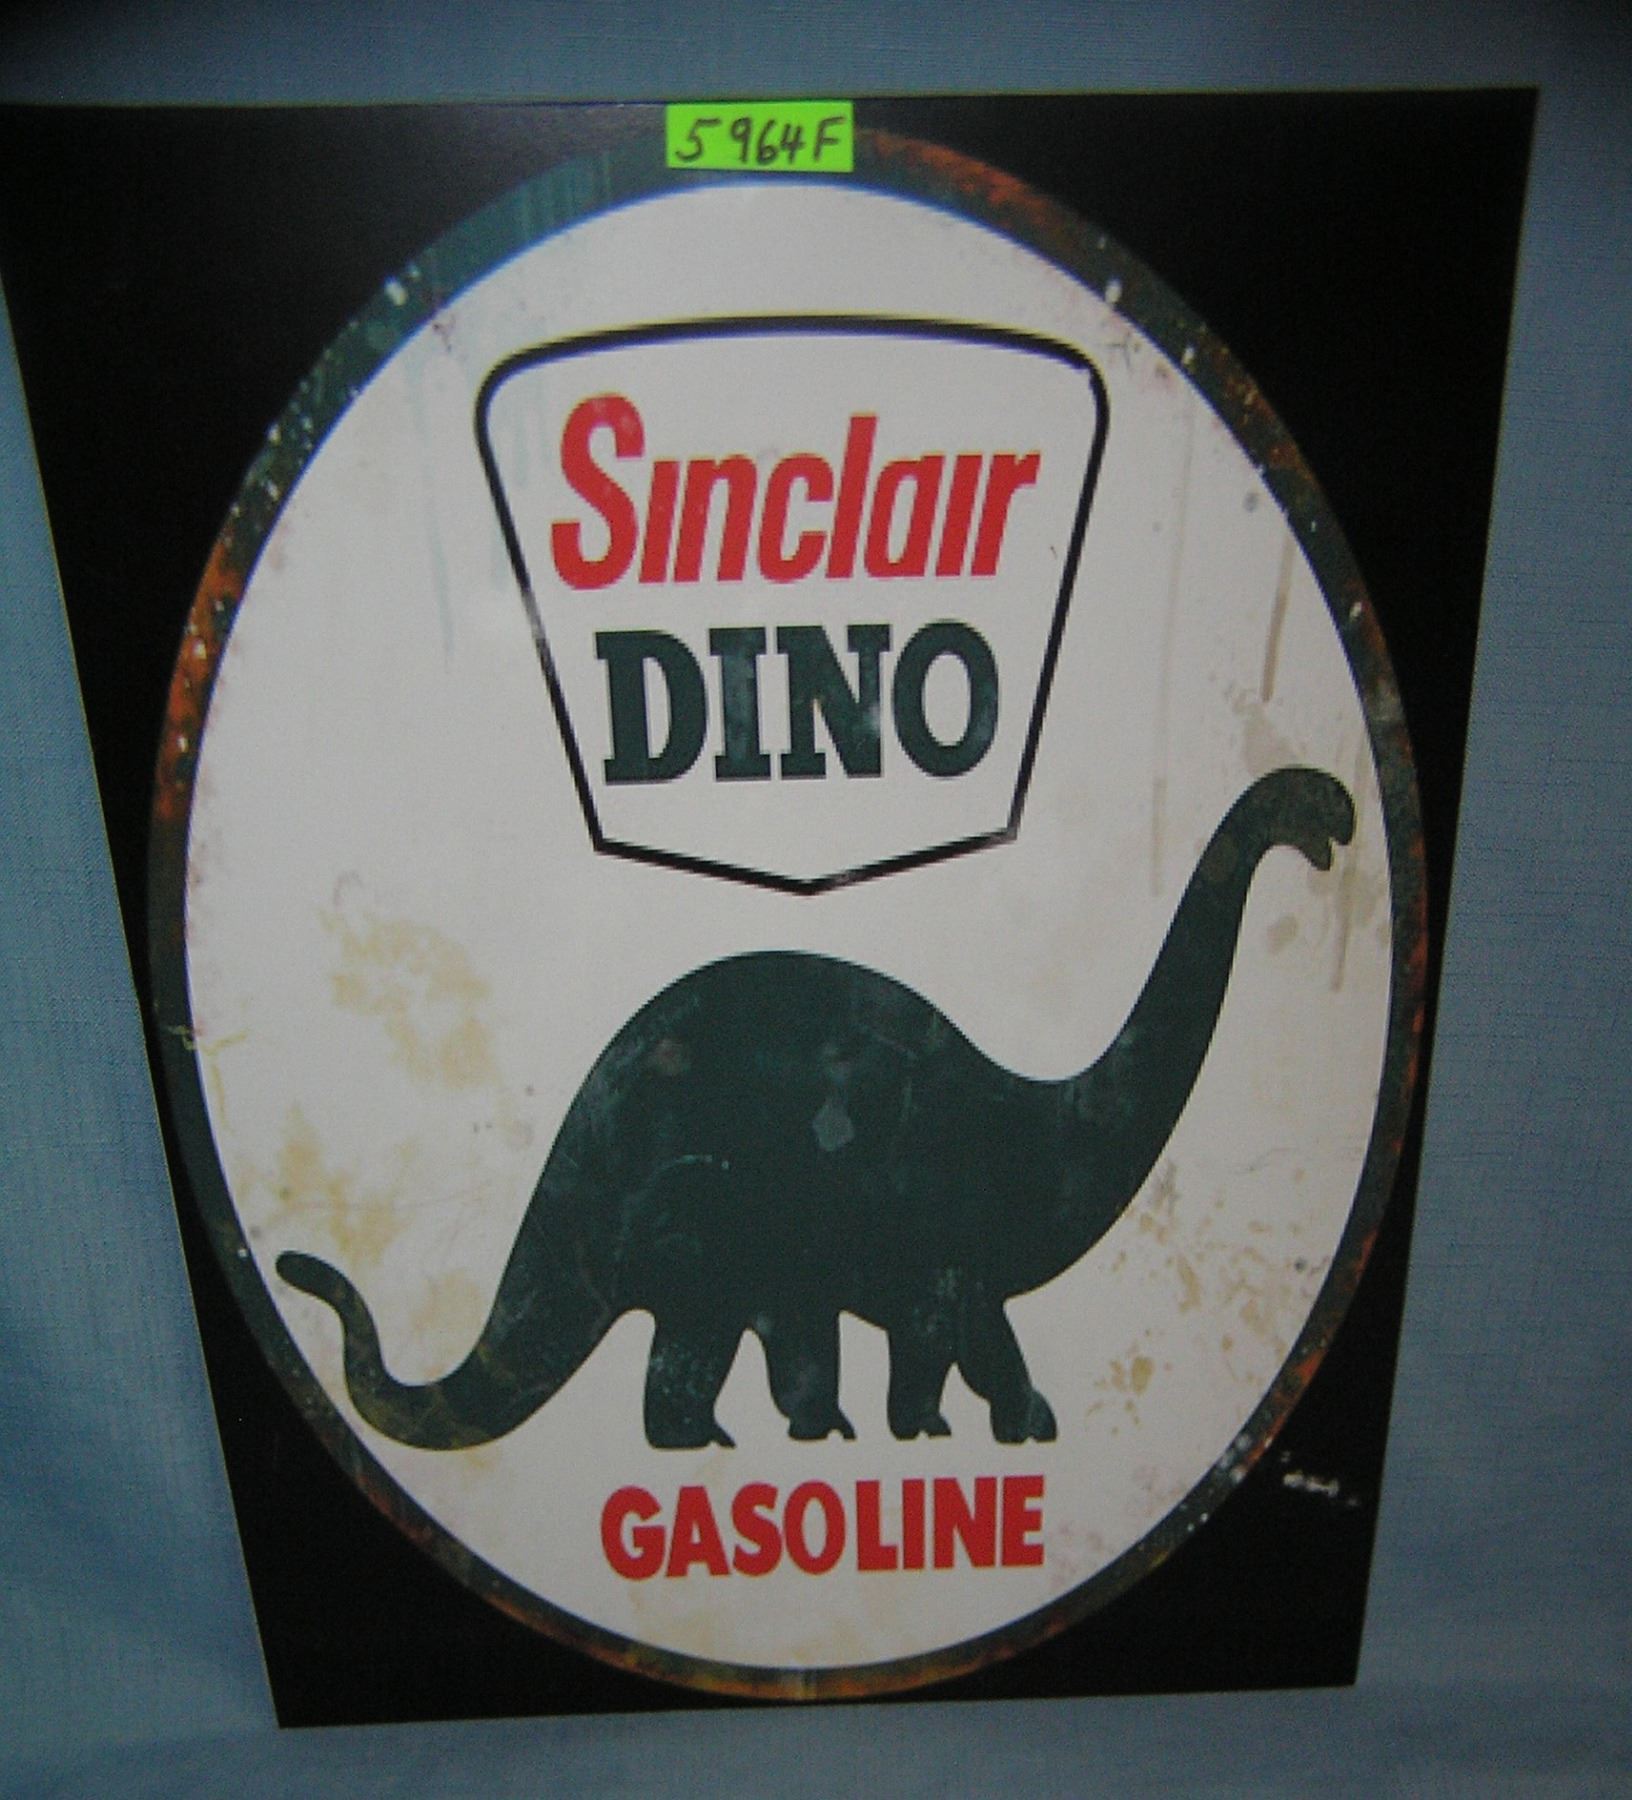 5964F
Sinclair
DINO
GASOLINE